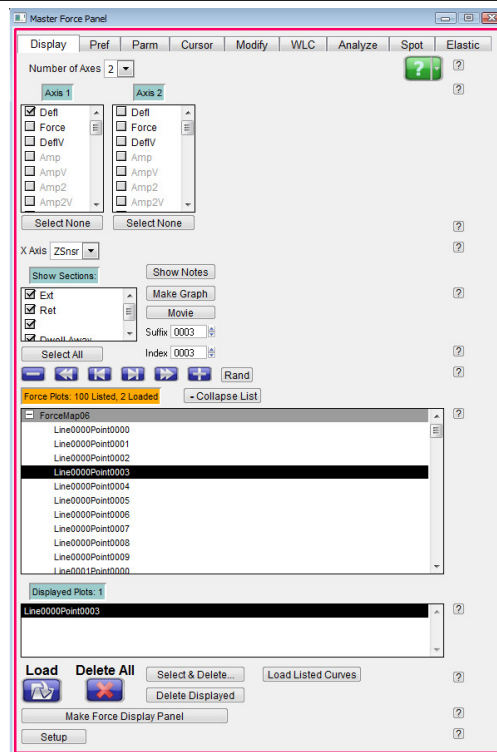 Master Force Panel
Display Pref Parm Cursor Modify WLC Analyze Spot Elastic
Number of Axes 2 ? ?
Axis 1 Axis 2 ?
Defl Defl
Force Force
DeflV DeflV
Amp Amp
AmpV AmpV
Amp2 Amp2
Amp2V Amp2V
Select None Select None ?
X Axis ZSnsr ?
Show Sections: Show Notes
Ext Make Graph ?
Ret Movie
Suffix 0003
Dwell Away
Select All Index 0003 ?
Rand ?
Force Plots: 100 Listed, 2 Loaded - Collapse List
ForceMap06 ?
Line0000Point0000
Line0000Point0001
Line0000Point0002
Line0000Point0003
Line0000Point0004
Line0000Point0005
Line0000Point0006
Line0000Point0007
Line0000Point0008
Line0000Point0009
Line0001Point0000
Displayed Plots: 1
Line0000Point0003 ?
Load Delete All Select & Delete... Load Listed Curves ?
Delete Displayed
Make Force Display Panel ?
Setup ?